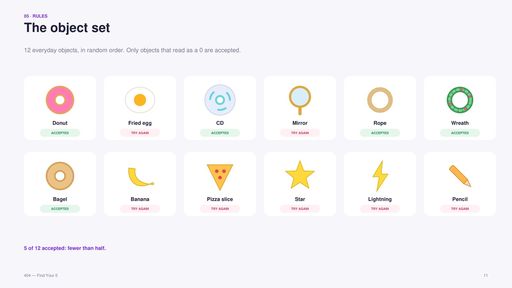 05 · RULES
The object set
12 everyday objects, in random order. Only objects that read as a 0 are accepted.
Donut
Fried egg
CD
Mirror
Rope
Wreath
ACCEPTED
TRY AGAIN
ACCEPTED
TRY AGAIN
ACCEPTED
ACCEPTED
Bagel
Banana
Pizza slice
Star
Lightning
Pencil
ACCEPTED
TRY AGAIN
TRY AGAIN
TRY AGAIN
TRY AGAIN
TRY AGAIN
5 of 12 accepted: fewer than half.
404 — Find Your 0
11